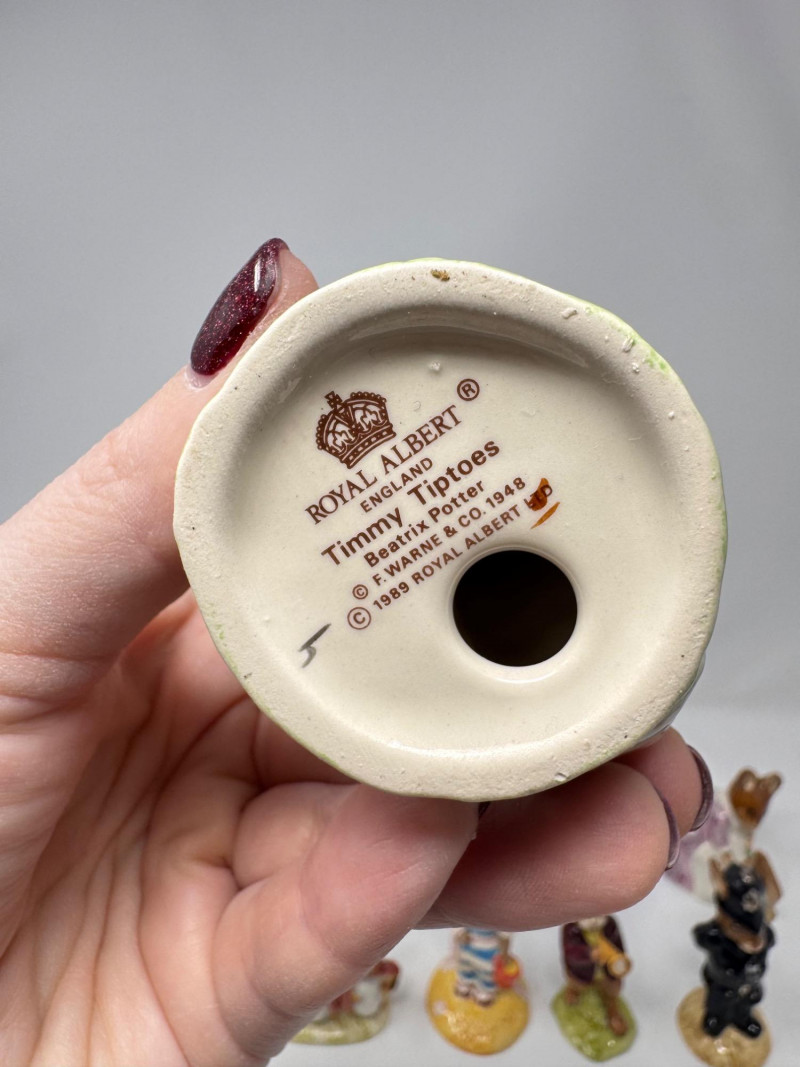 ®
ROYAL ALBERT
ENGLAND
Timmy Tiptoes
Beatrix Potter
© F. WARNE & CO. 1948
© 1989 ROYAL ALBERT LTD